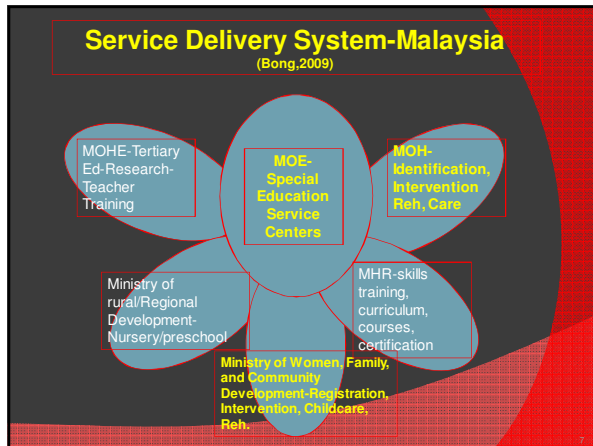 Service Delivery System-Malaysia
(Bong,2009)
MOHE-Tertiary
Ed-Research-
Teacher
Training
MOE-
Special
Education
Service
Centers
MOH-
Identification,
Intervention
Reh, Care
Ministry of
rural/Regional
Development-
Nursery/preschool
MHR-skills
training,
curriculum,
courses,
certification
Ministry of Women, Family,
and Community
Development-Registration,
Intervention, Childcare,
Reh.
7